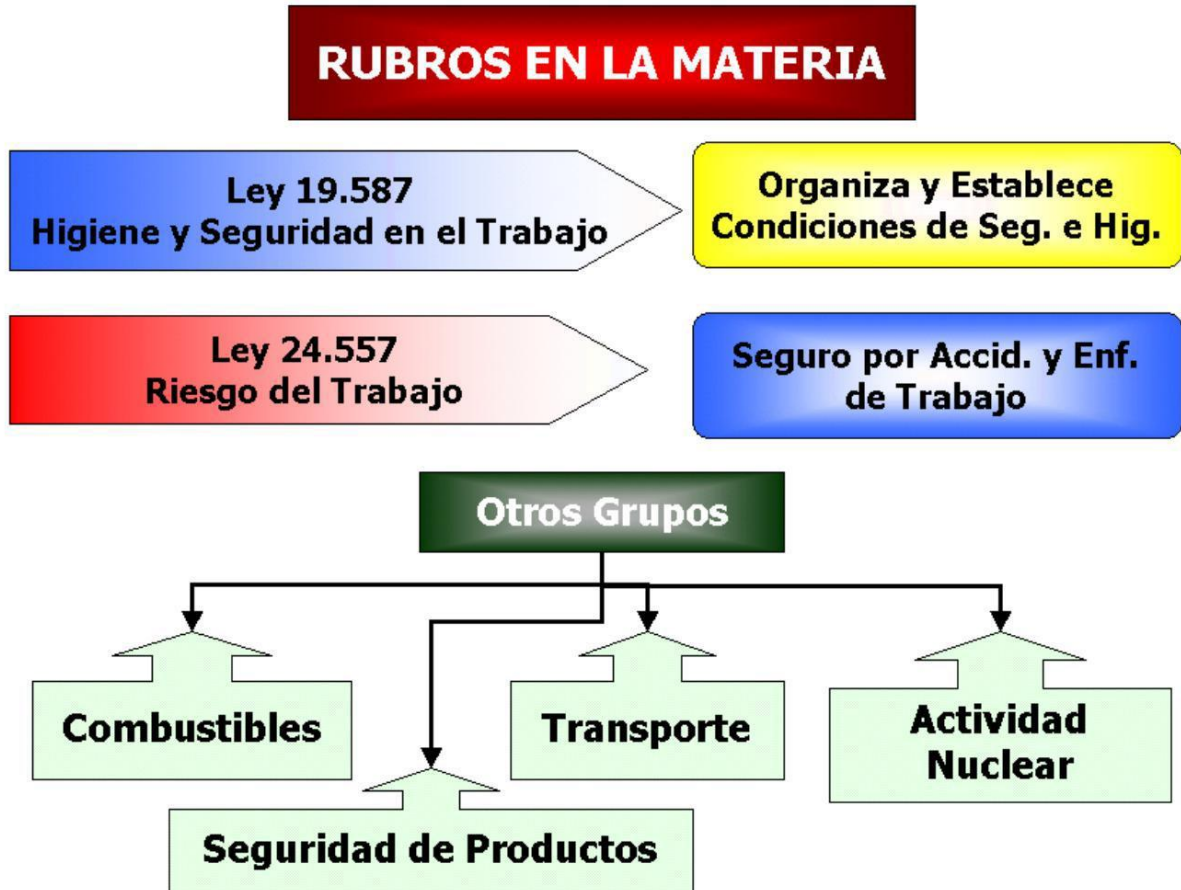 RUBROS EN LA MATERIA
Ley 19.587
Higiene y Seguridad en el Trabajo
Organiza y Establece
Condiciones de Seg. e Hig.
Ley 24.557
Riesgo del Trabajo
Seguro por Accid. y Enf.
de Trabajo
Otros Grupos
Combustibles
Transporte
Actividad
Nuclear
Seguridad de Productos